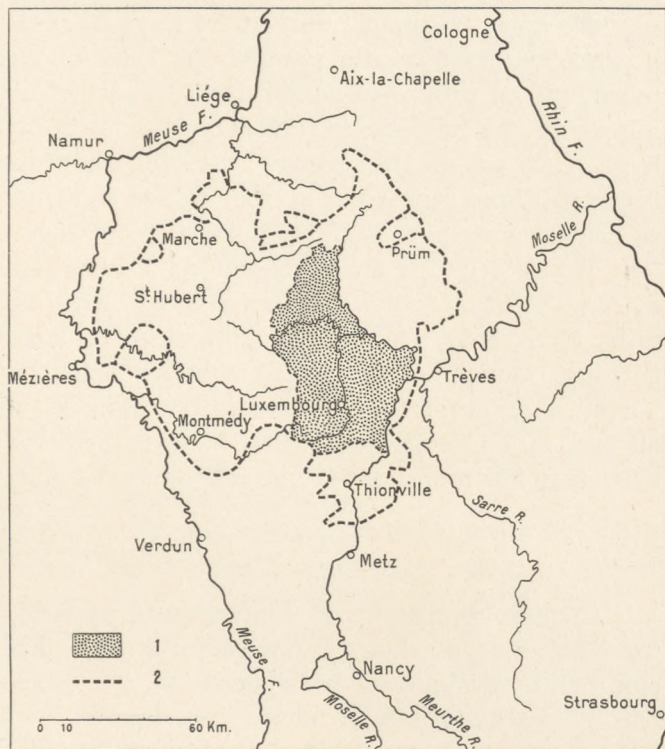 Cologne
Aix-la-Chapelle
Liége
Rhin F.
Meuse F.
Namur
Moselle R.
Marche
Prüm
St Hubert
Mézières
Trèves
Luxembourg
Montmédy
Thionville
Sarre R.
Verdun
Metz
1
2
Meuse F.
Nancy
Moselle R.
Meurthe R.
Strasbourg
0 10 60 Km.